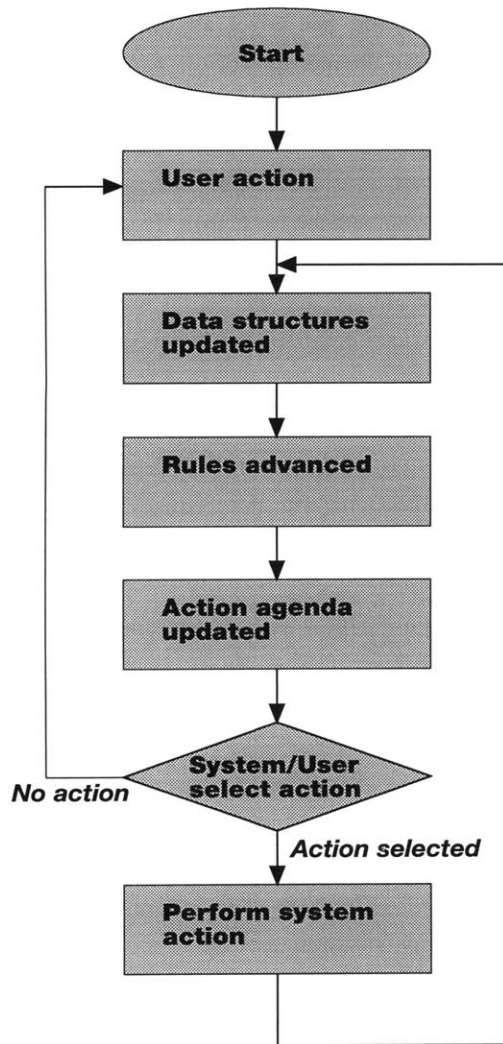 Start
User action
Data structures
updated
Rules advanced
Action agenda
updated
System/User
select action
No action
Action selected
Perform system
action